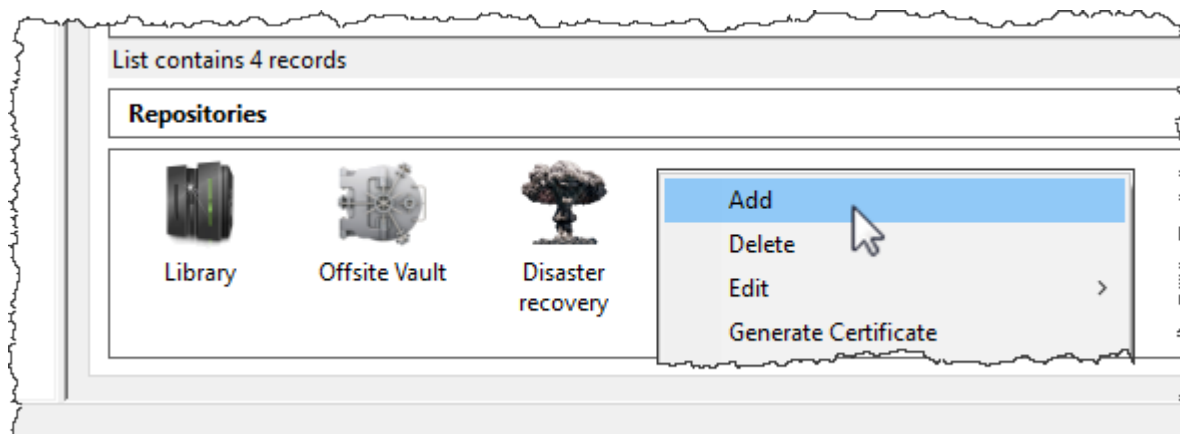 List contains 4 records
Repositories
Library
Offsite Vault
Disaster
recovery
Add
Delete
Edit
Generate Certificate